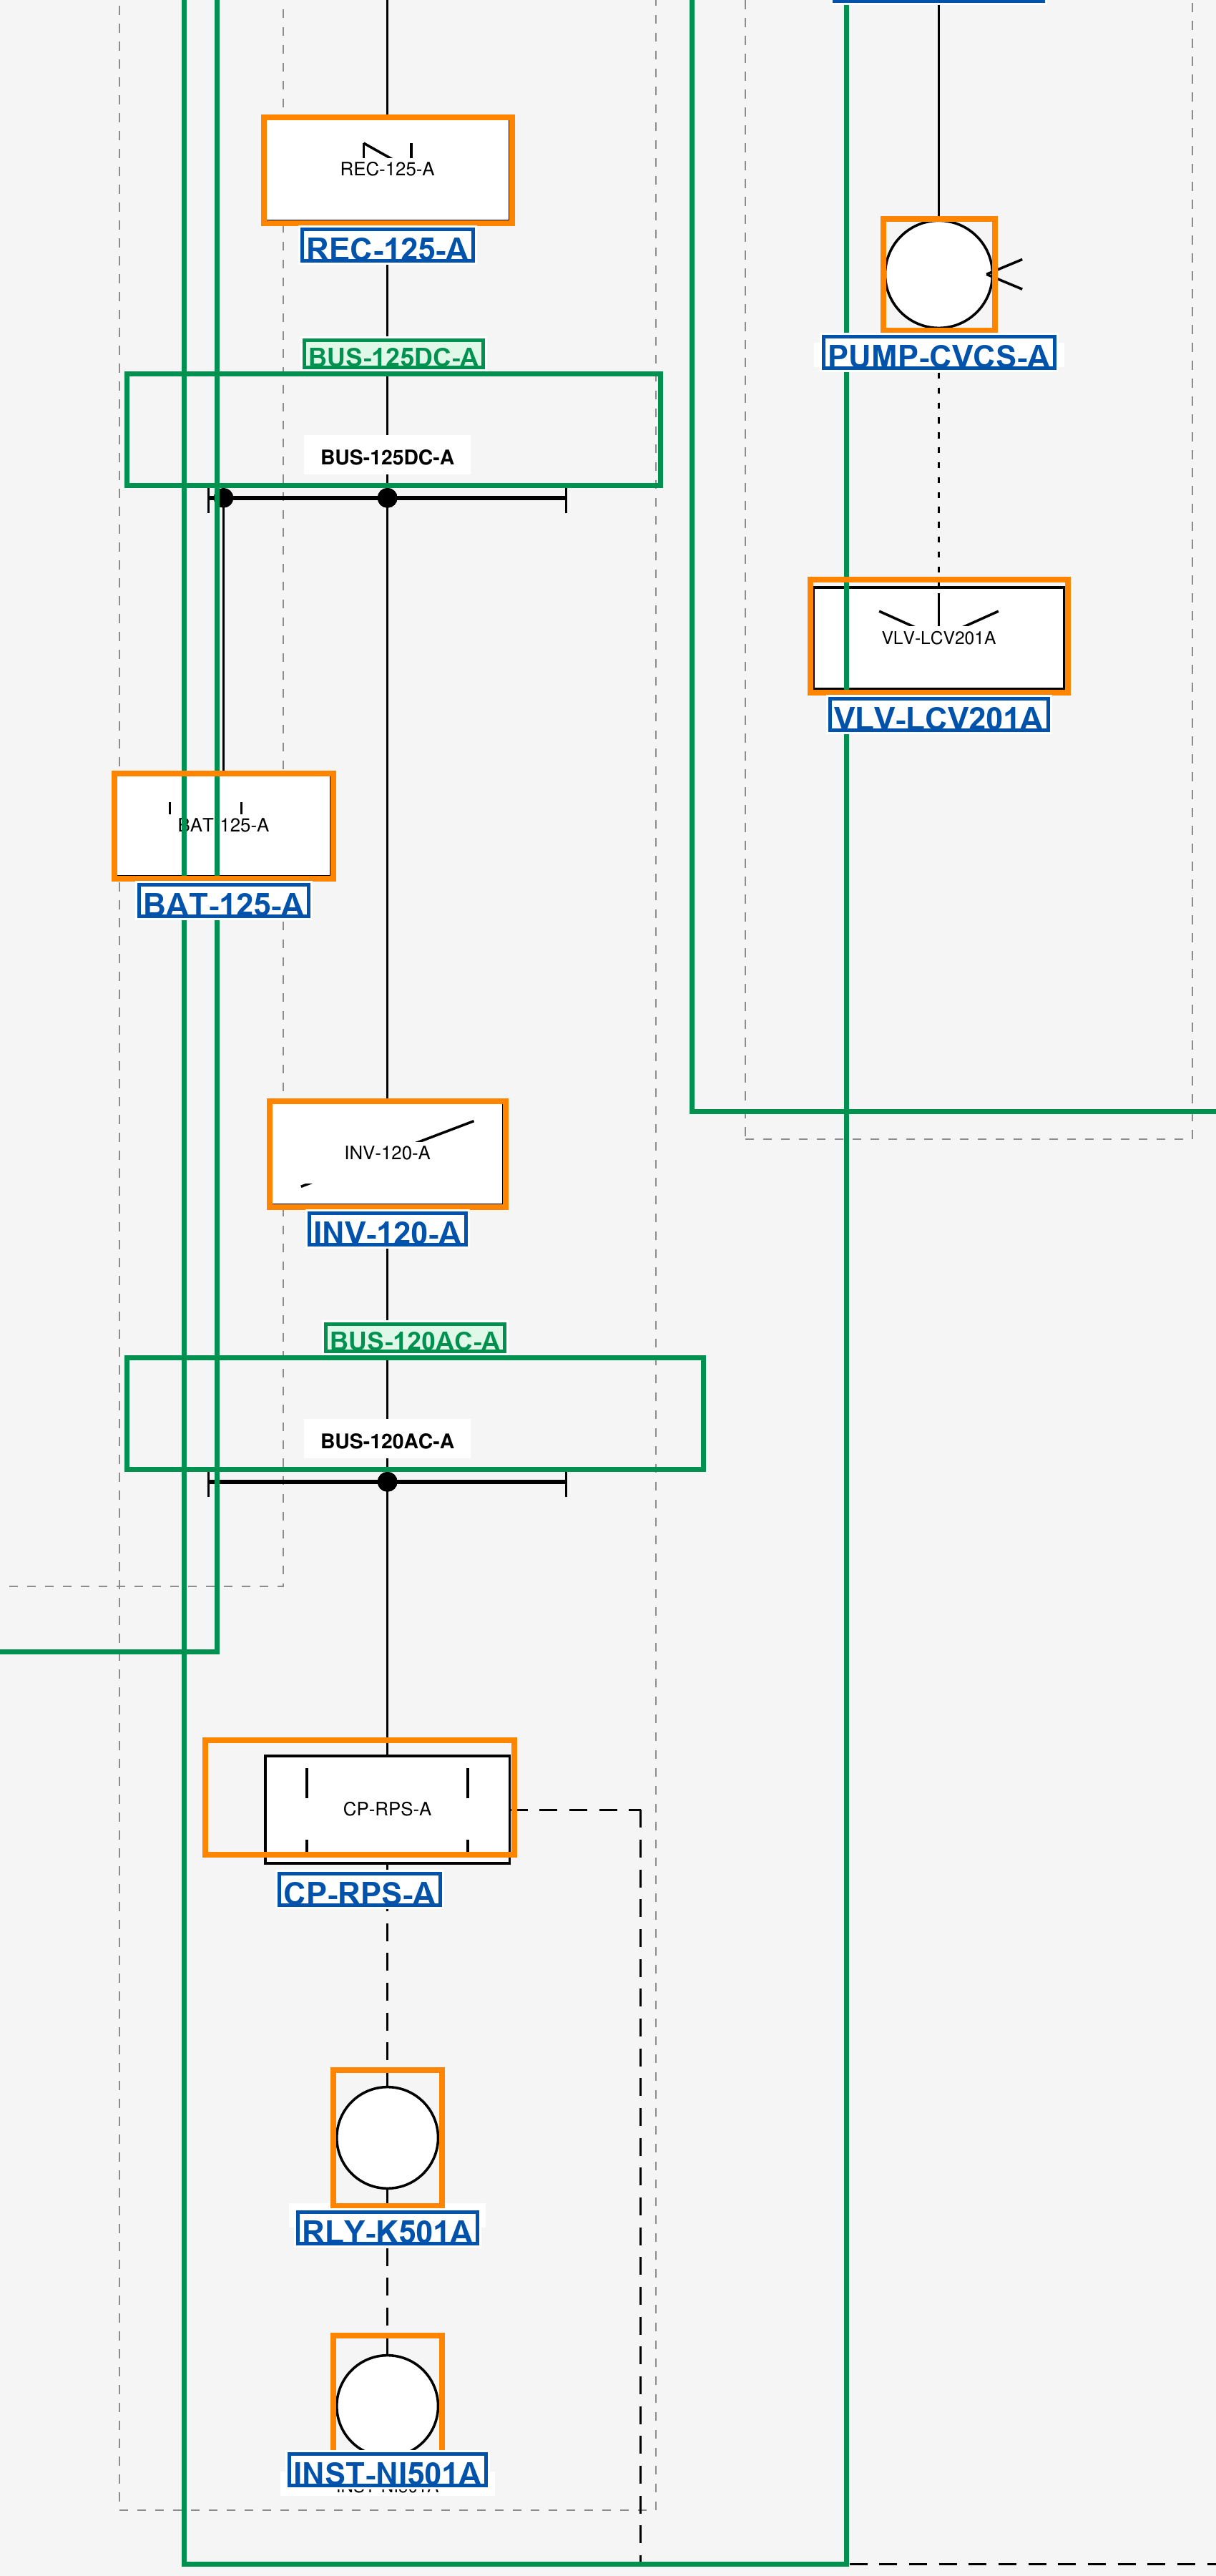 REC-125-A
REC-125-A
BUS-125DC-A
BUS-125DC-A
PUMP-CVCS-A
VLV-LCV201A
VLV-LCV201A
BAT-125-A
BAT-125-A
INV-120-A
INV-120-A
BUS-120AC-A
BUS-120AC-A
CP-RPS-A
CP-RPS-A
RLY-K501A
INST-NI501A